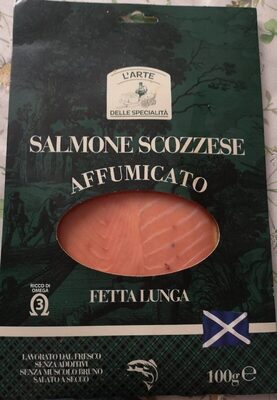 L'ARTE
DELLE SPECIALITÀ
SALMONE SCOZZESE
AFFUMICATO
RICCO DI
OMEGA
3
FETTA LUNGA
LAVORATO DAL FRESCO
SENZA ADDITIVI
SENZA MUSCOLO BRUNO
SALATO A SECCO
100g e